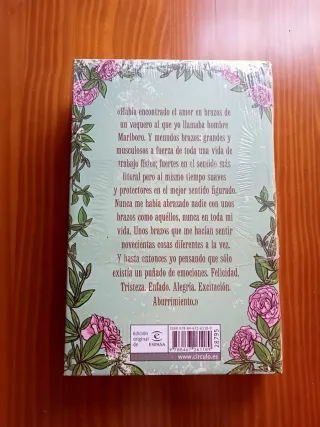 «Había encontrado el amor en brazos de
un vaquero al que yo llamaba hombre
Marlboro. Y menudos brazos: grandes y
musculosos a fuerza de toda una vida de
trabajo físico; fuertes en el sentido más
literal pero al mismo tiempo suaves
y protectores en el mejor sentido figurado.
Nunca me había abrazado nadie con unos
brazos como aquéllos, nunca en toda mi
vida. Unos brazos que me hacían sentir
novecientas cosas diferentes a la vez.
Y hasta entonces yo pensando que sólo
existía un puñado de emociones. Felicidad.
Tristeza. Enfado. Alegría. Excitación.
Aburrimiento.»
edición
original
de
ESPASA
28795
www.circulo.es